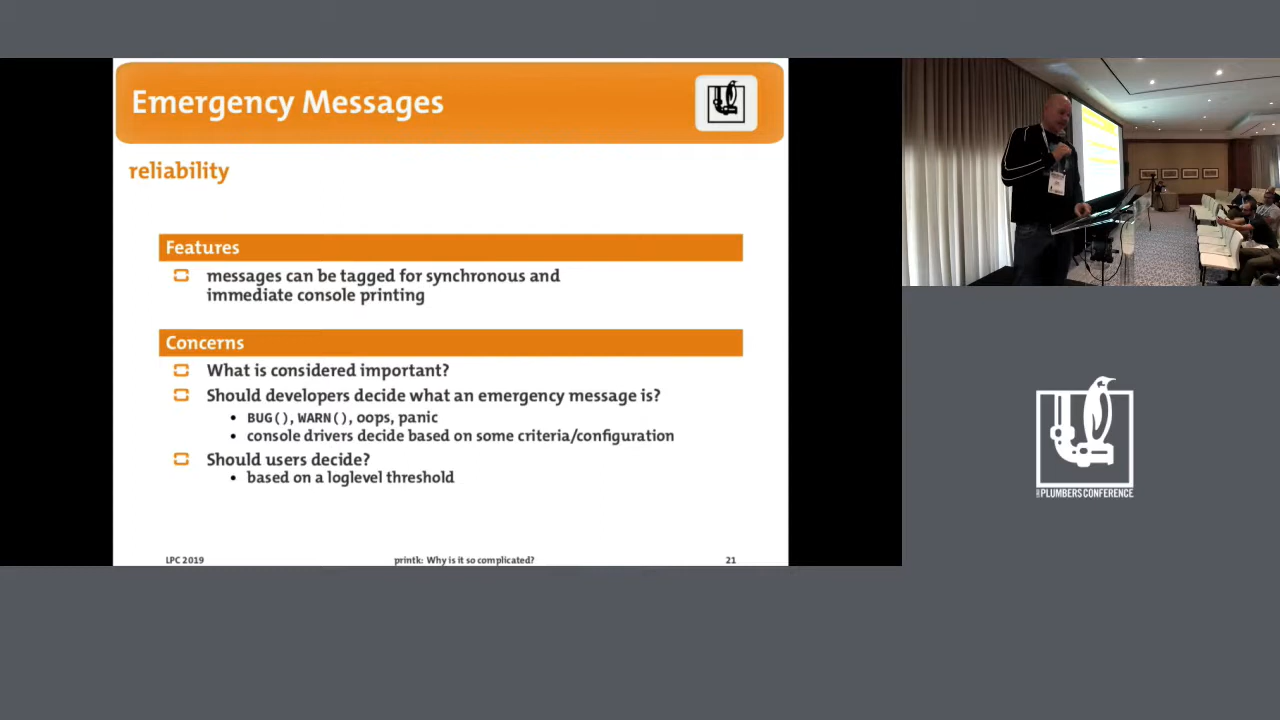 Emergency Messages
reliability
Features
messages can be tagged for synchronous and
immediate console printing
Concerns
What is considered important?
Should developers decide what an emergency message is?
BUG(), WARN(), oops, panic
console drivers decide based on some criteria/configuration
Should users decide?
based on a loglevel threshold
LPC 2019
printk: Why is it so complicated?
21
PLUMBERS CONFERENCE